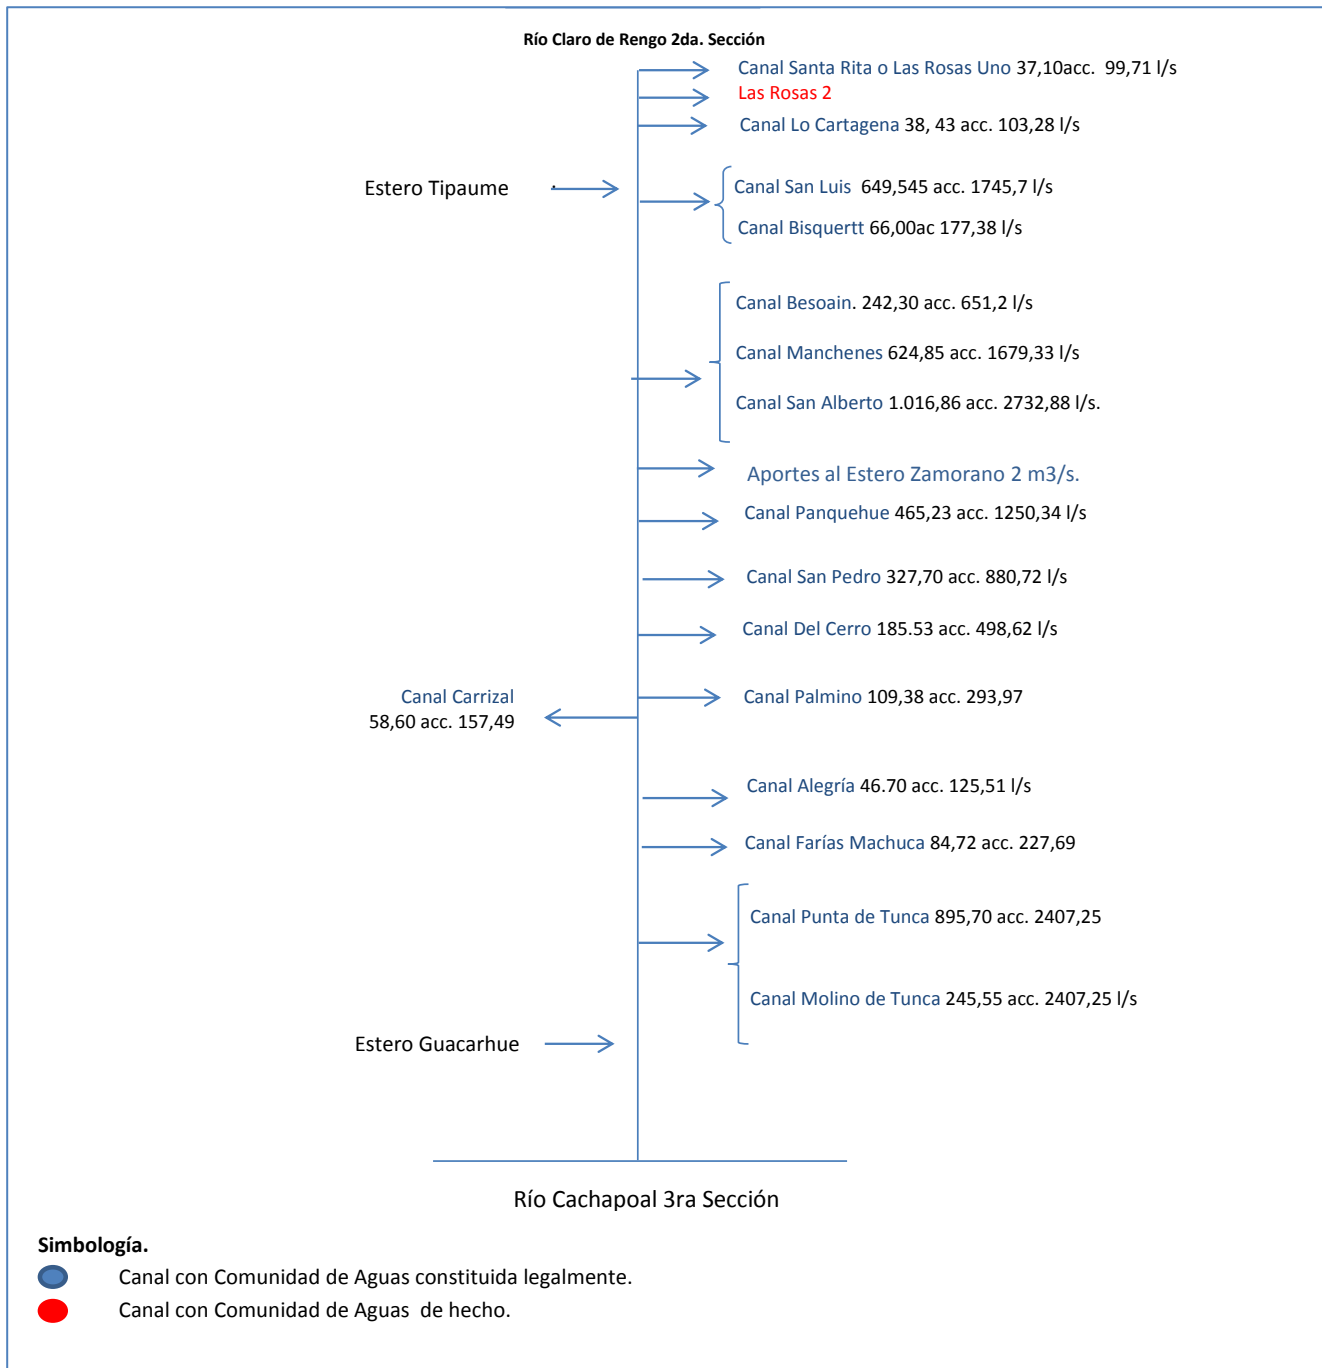 Río Claro de Rengo 2da. Sección
Canal Santa Rita o Las Rosas Uno 37,10acc. 99,71 l/s
Las Rosas 2
Canal Lo Cartagena 38, 43 acc. 103,28 l/s
Estero Tipaume
Canal San Luis 649,545 acc. 1745,7 l/s
Canal Bisquertt 66,00ac 177,38 l/s
Canal Besoain. 242,30 acc. 651,2 l/s
Canal Manchenes 624,85 acc. 1679,33 l/s
Canal San Alberto 1.016,86 acc. 2732,88 l/s.
Aportes al Estero Zamorano 2 m3/s.
Canal Panquehue 465,23 acc. 1250,34 l/s
Canal San Pedro 327,70 acc. 880,72 l/s
Canal Del Cerro 185.53 acc. 498,62 l/s
Canal Carrizal
58,60 acc. 157,49
Canal Palmino 109,38 acc. 293,97
Canal Alegría 46.70 acc. 125,51 l/s
Canal Farías Machuca 84,72 acc. 227,69
Canal Punta de Tunca 895,70 acc. 2407,25
Canal Molino de Tunca 245,55 acc. 2407,25 l/s
Estero Guacarhue
Río Cachapoal 3ra Sección
Simbología.
Canal con Comunidad de Aguas constituida legalmente.
Canal con Comunidad de Aguas de hecho.